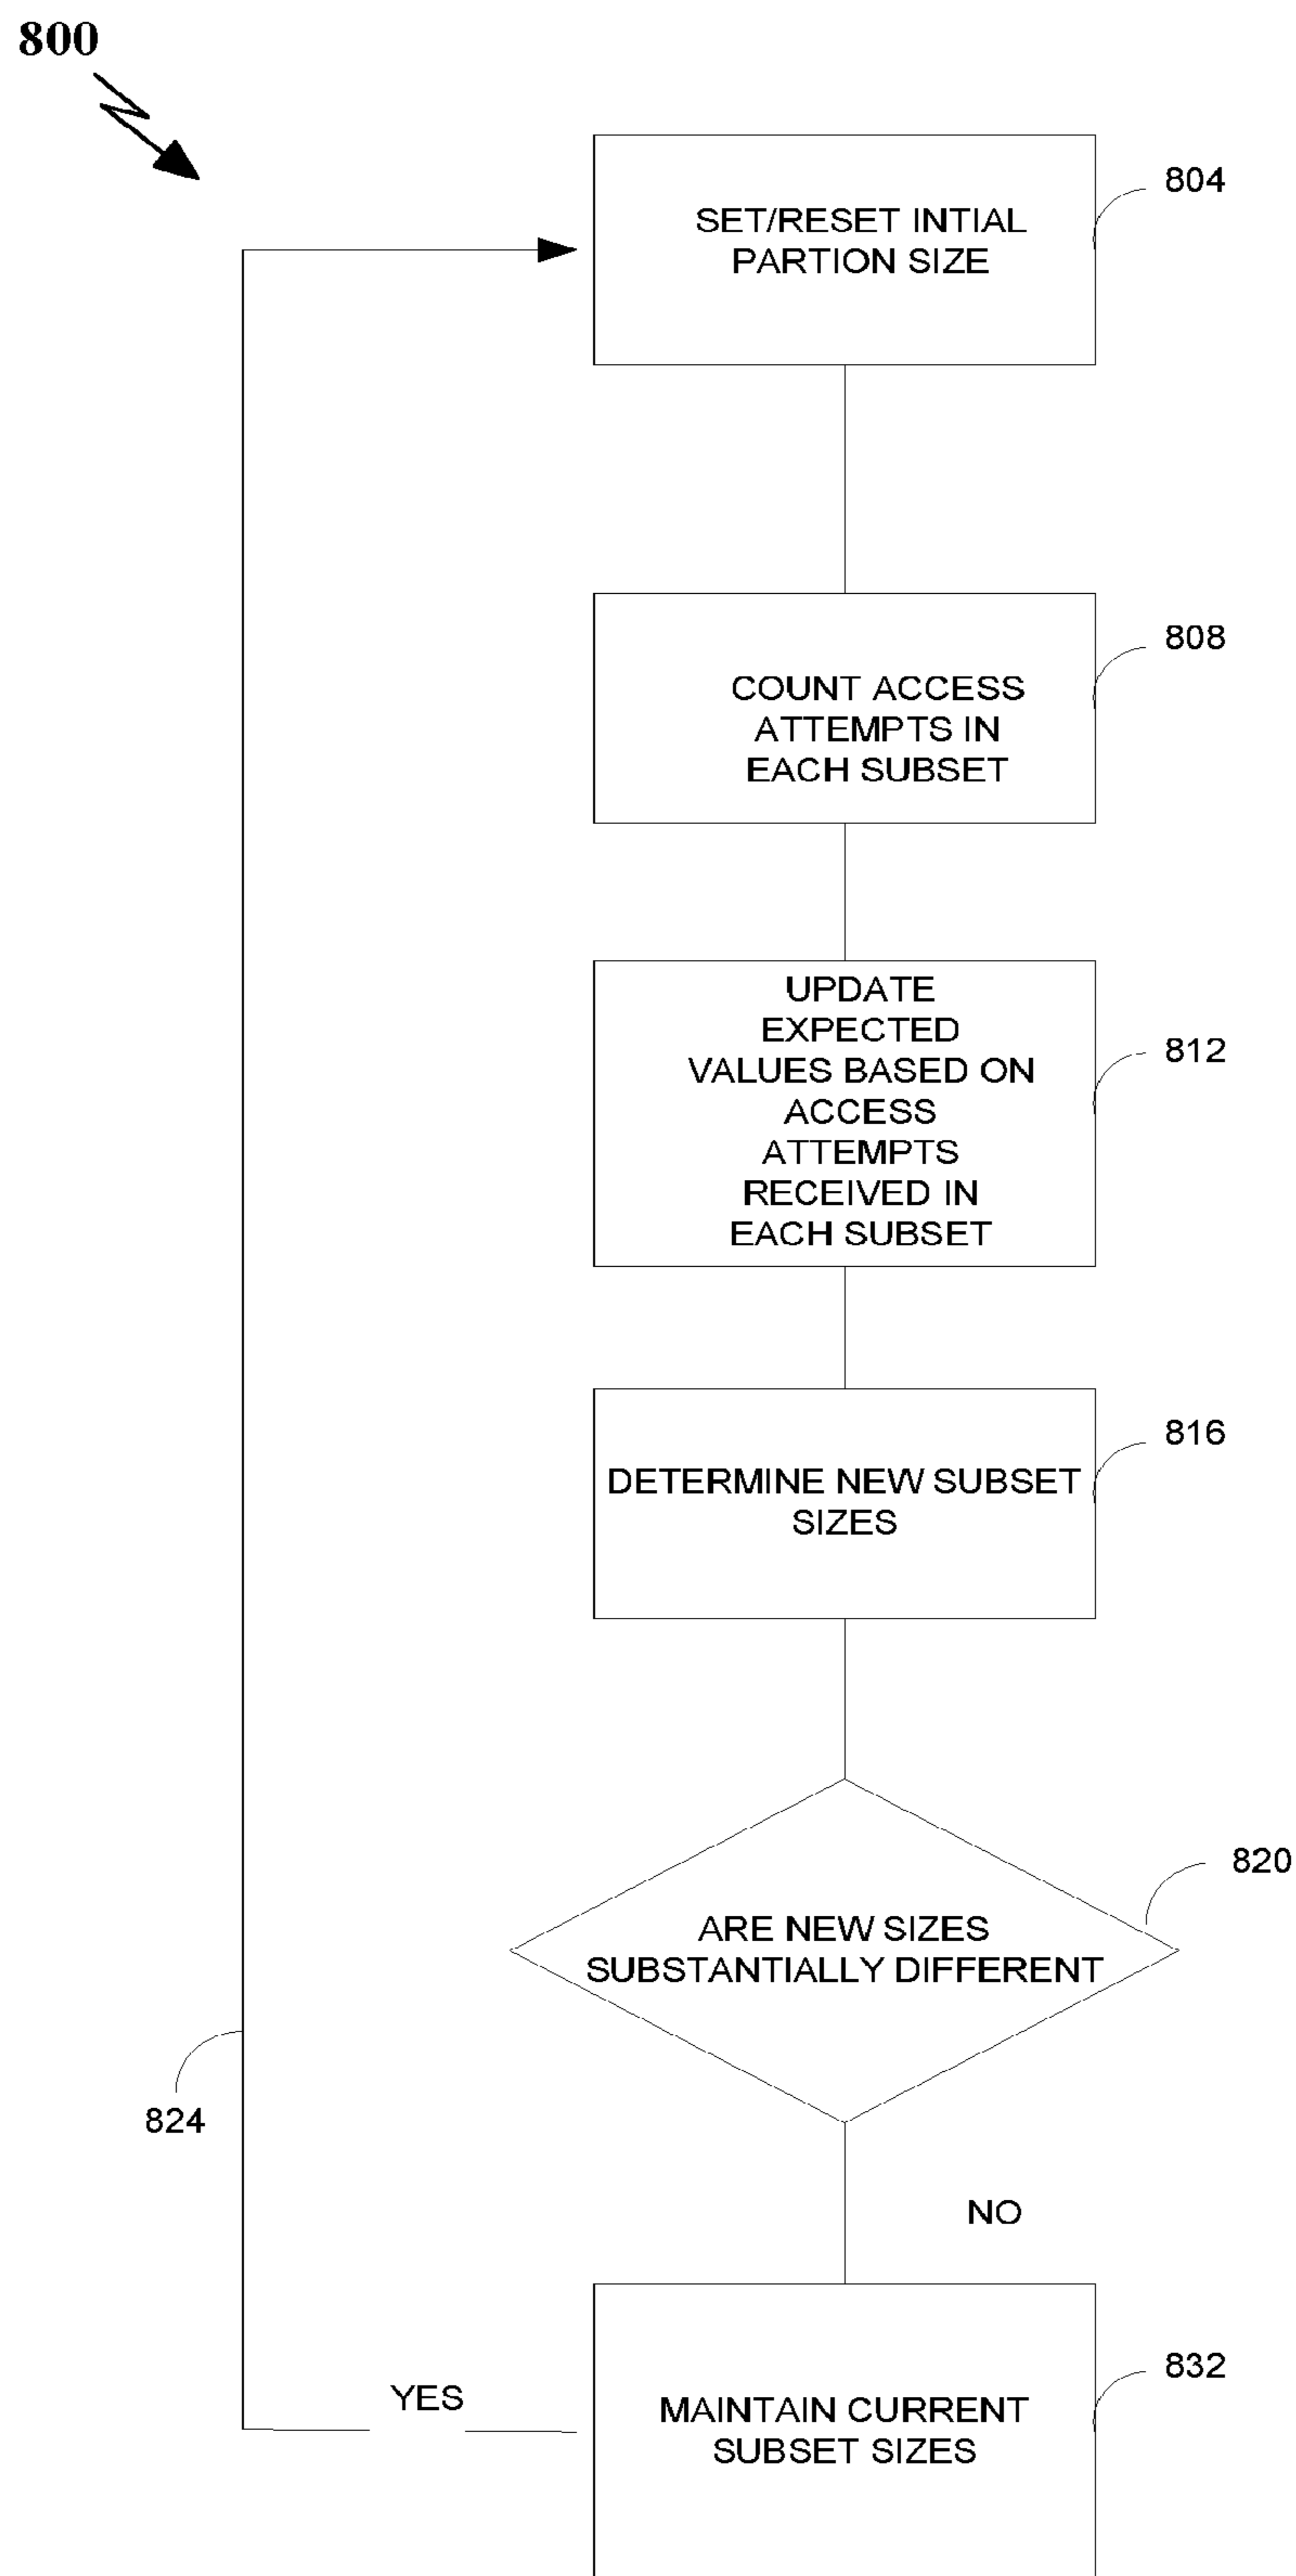 800
804
SET/RESET INTIAL
PARTION SIZE
808
COUNT ACCESS
ATTEMPTS IN
EACH SUBSET
UPDATE
EXPECTED
VALUES BASED ON
ACCESS
ATTEMPTS
RECEIVED IN
EACH SUBSET
812
816
DETERMINE NEW SUBSET
SIZES
820
ARE NEW SIZES
SUBSTANTIALLY DIFFERENT
824
NO
832
YES
MAINTAIN CURRENT
SUBSET SIZES